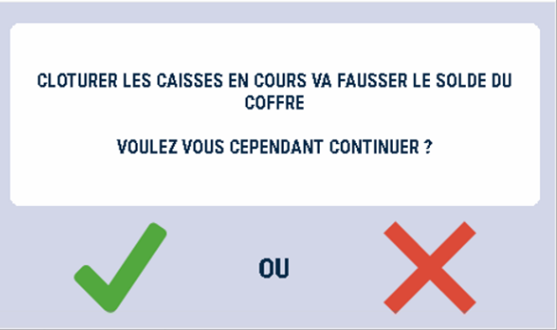 CLOTURER LES CAISSES EN COURS VA FAUSSER LE SOLDE DU
COFFRE
VOULEZ VOUS CEPENDANT CONTINUER ?
OU